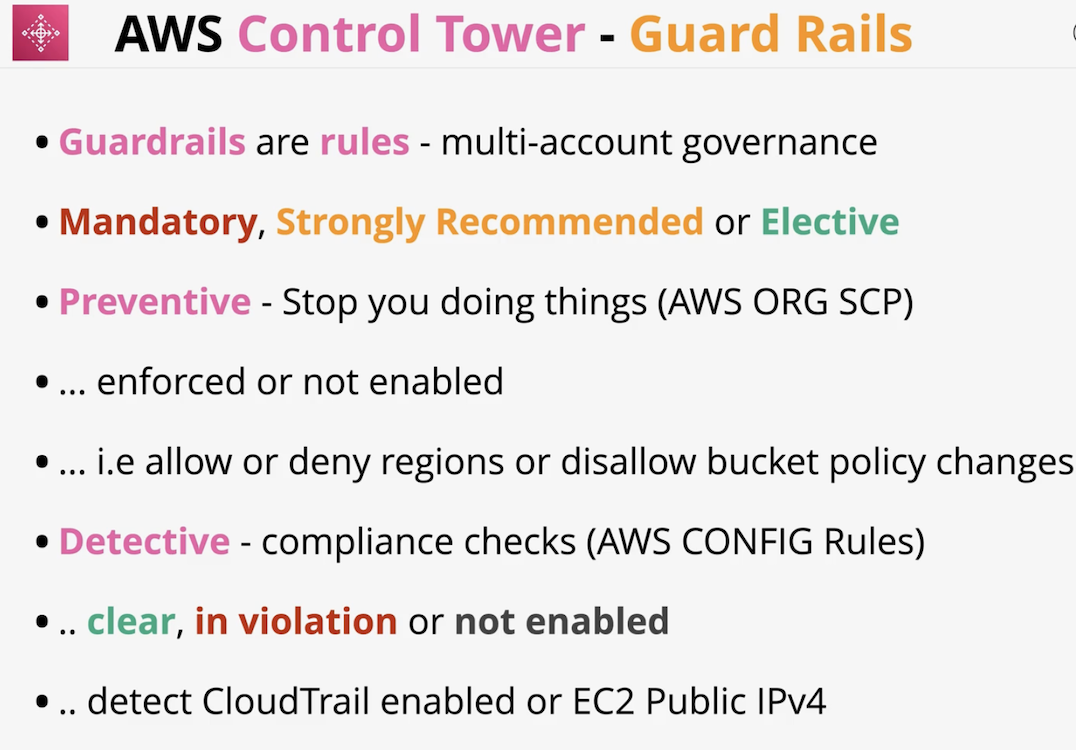 AWS Control Tower - Guard Rails
• Guardrails are rules - multi-account governance
• Mandatory, Strongly Recommended or Elective
• Preventive - Stop you doing things (AWS ORG SCP)
• ... enforced or not enabled
• ... i.e allow or deny regions or disallow bucket policy changes
• Detective - compliance checks (AWS CONFIG Rules)
• .. clear, in violation or not enabled
• .. detect CloudTrail enabled or EC2 Public IPv4